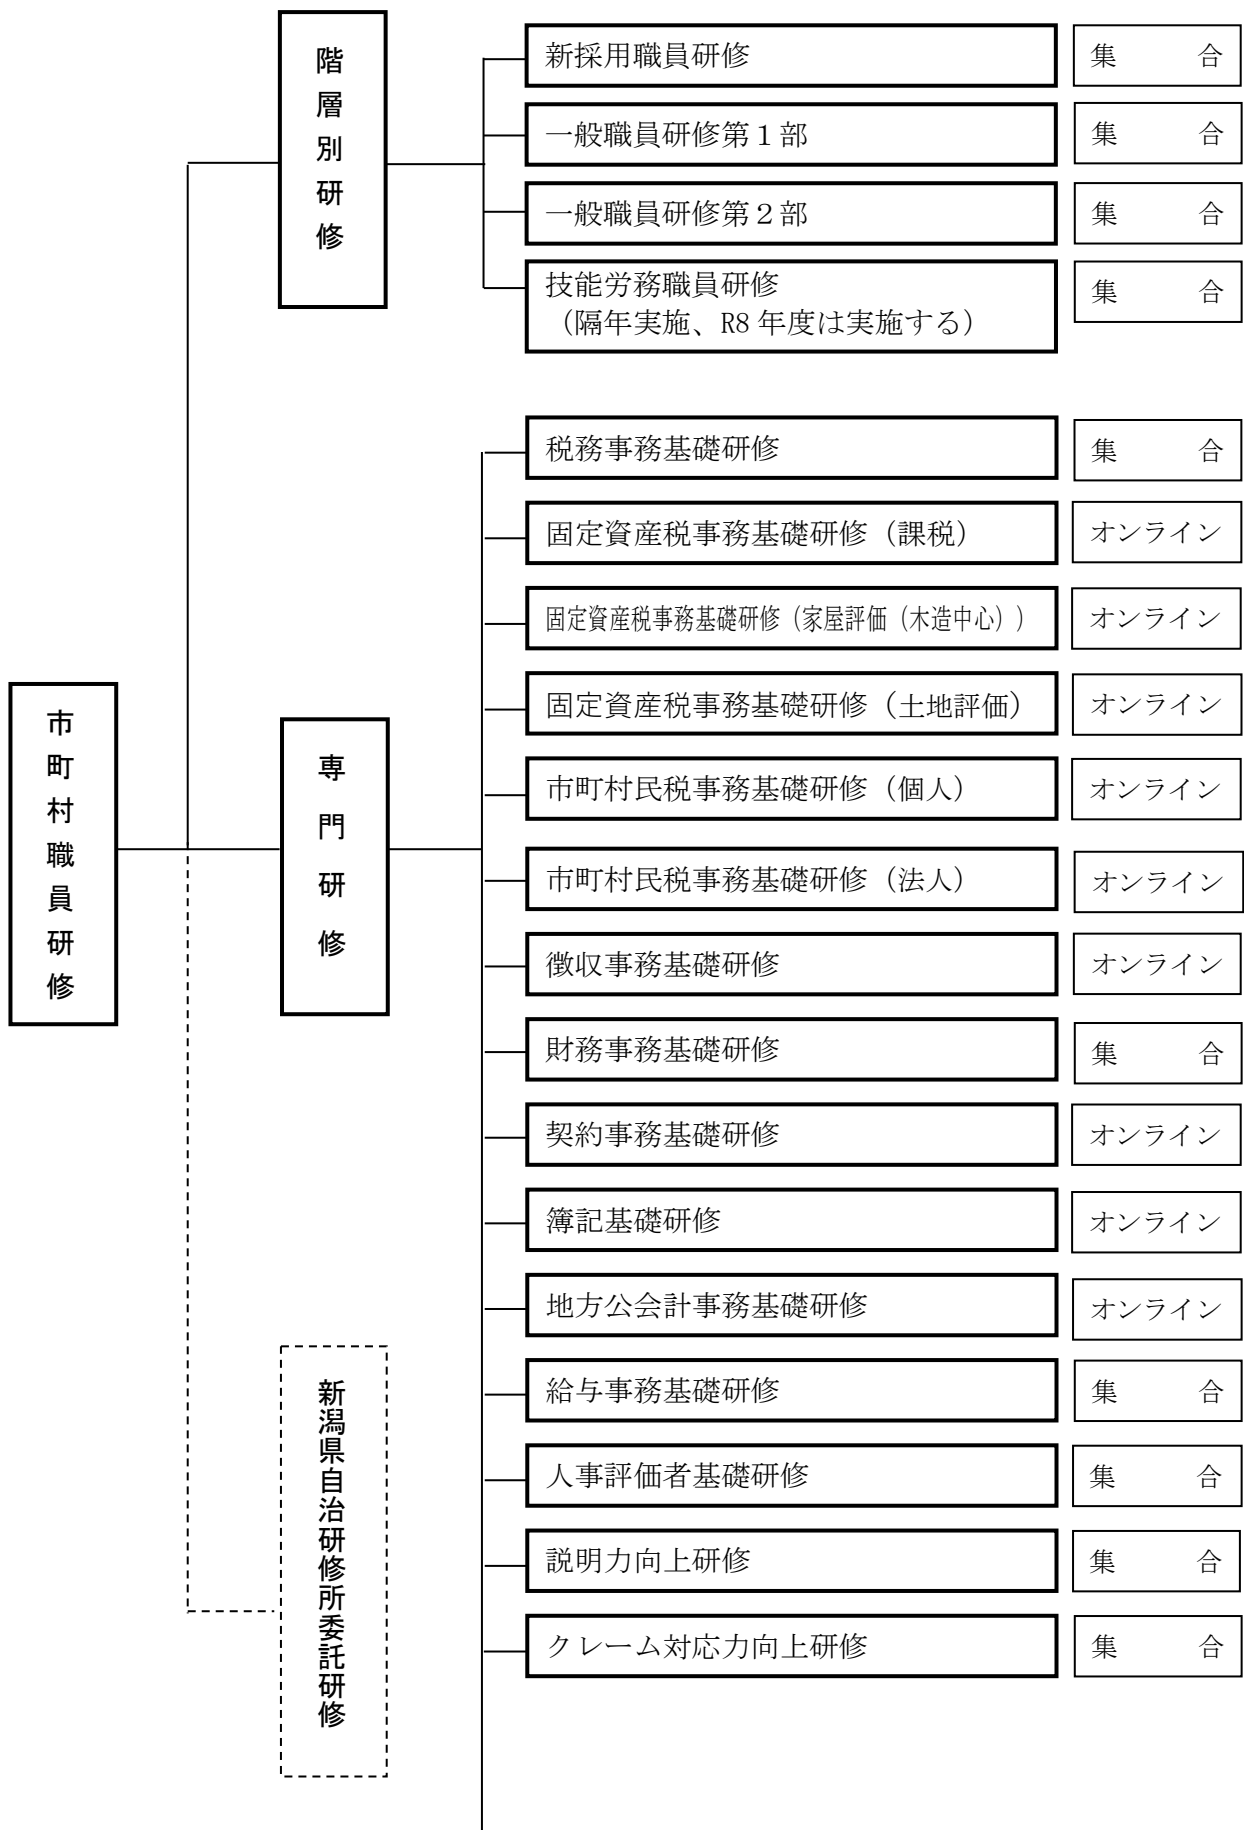 市町村職員研修
階層別研修
新採用職員研修 集合
一般職員研修第１部 集合
一般職員研修第２部 集合
技能労務職員研修 集合
（隔年実施、R8年度は実施する）
専門研修
税務事務基礎研修 集合
固定資産税事務基礎研修（課税） オンライン
固定資産税事務基礎研修（家屋評価（木造中心）） オンライン
固定資産税事務基礎研修（土地評価） オンライン
市町村民税事務基礎研修（個人） オンライン
市町村民税事務基礎研修（法人） オンライン
徴収事務基礎研修 オンライン
財務事務基礎研修 集合
契約事務基礎研修 オンライン
簿記基礎研修 オンライン
地方公会計事務基礎研修 オンライン
給与事務基礎研修 集合
人事評価者基礎研修 集合
説明力向上研修 集合
クレーム対応力向上研修 集合
新潟県自治研修所委託研修